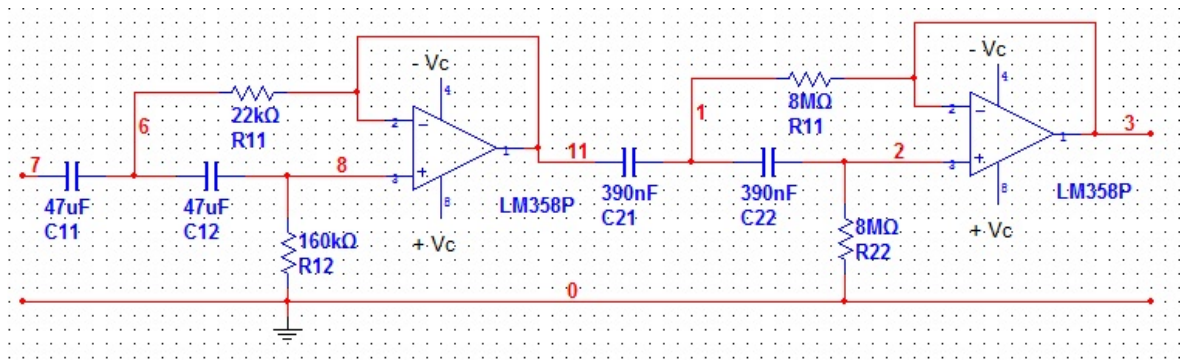 - Vc
4
22kΩ
R11
6
2
1
7
8
3
8
47uF
C11
47uF
C12
LM358P
160kΩ
R12
+ Vc
11
390nF
C21
390nF
C22
- Vc
4
8MΩ
R11
1
2
1
3
2
3
8
LM358P
8MΩ
R22
+ Vc
0